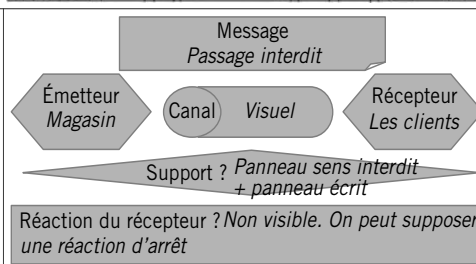 Message
Passage interdit
Émetteur
Magasin
Canal Visuel
Récepteur
Les clients
Support ? Panneau sens interdit
+ panneau écrit
Réaction du récepteur ? Non visible. On peut supposer
une réaction d'arrêt